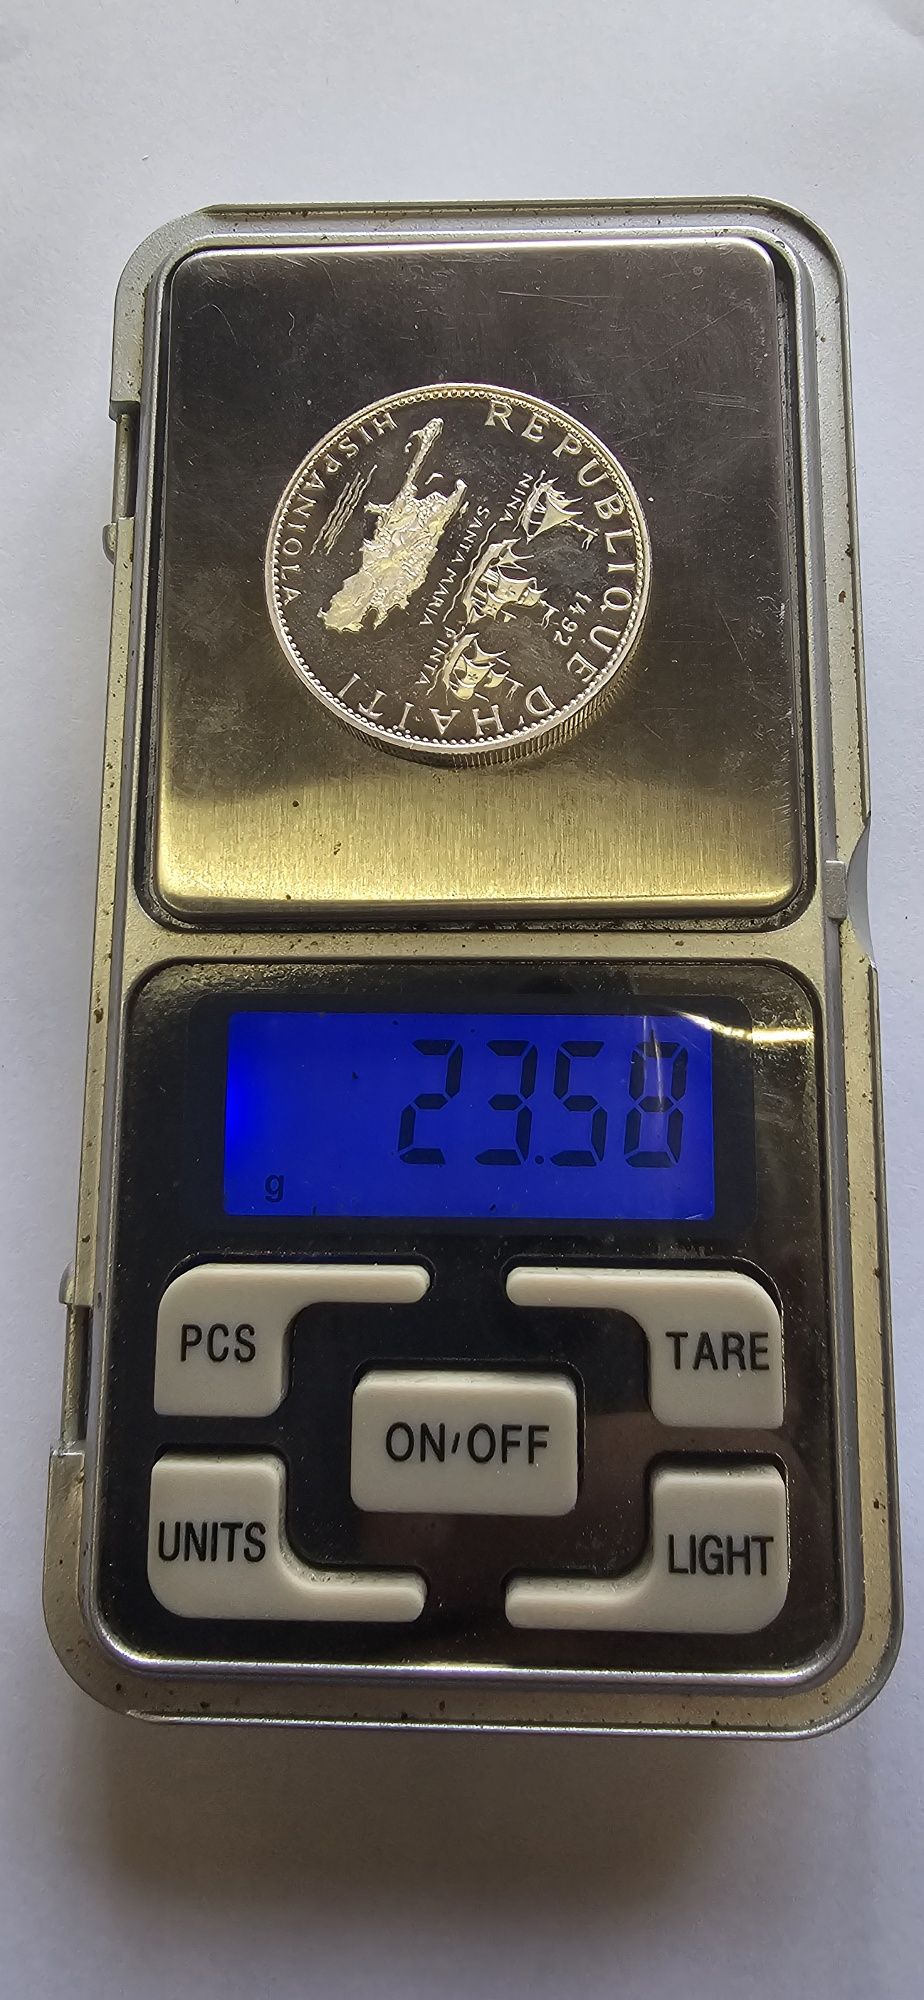 REPUBLIQUE D'HAITI
1492
NINA
SANTA MARIA
PINTA
HISPANIOLA
23.58
g
PCS
TARE
ON/OFF
UNITS
LIGHT